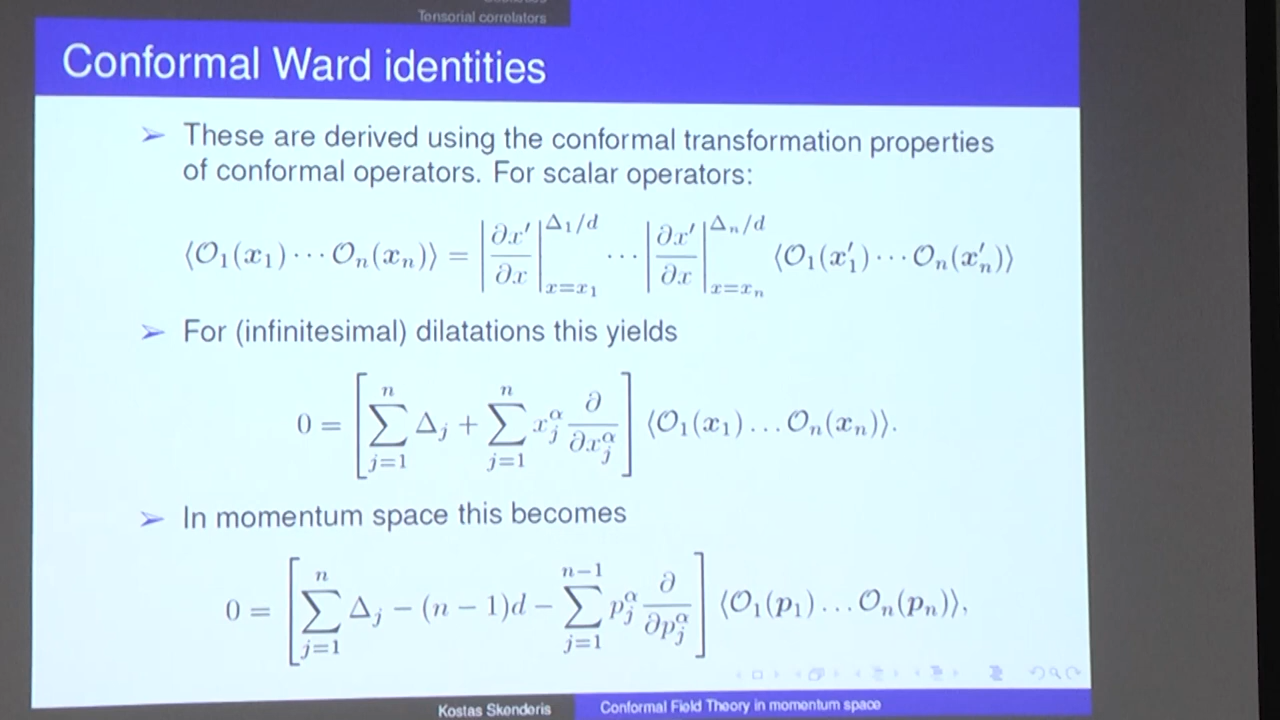 Tensorial correlators
Conformal Ward identities
➢ These are derived using the conformal transformation properties
of conformal operators. For scalar operators:
⟨𝒪₁(x₁) ··· 𝒪ₙ(xₙ)⟩ = |∂x′/∂x|^{Δ₁/d}_{x=x₁} ··· |∂x′/∂x|^{Δₙ/d}_{x=xₙ} ⟨𝒪₁(x′₁) ··· 𝒪ₙ(x′ₙ)⟩
➢ For (infinitesimal) dilatations this yields
0 = [∑_{j=1}^{n} Δ_j + ∑_{j=1}^{n} x_j^α ∂/∂x_j^α] ⟨𝒪₁(x₁) … 𝒪ₙ(xₙ)⟩.
➢ In momentum space this becomes
0 = [∑_{j=1}^{n} Δ_j − (n − 1)d − ∑_{j=1}^{n−1} p_j^α ∂/∂p_j^α] ⟨𝒪₁(p₁) … 𝒪ₙ(pₙ)⟩,
Kostas Skenderis Conformal Field Theory in momentum space